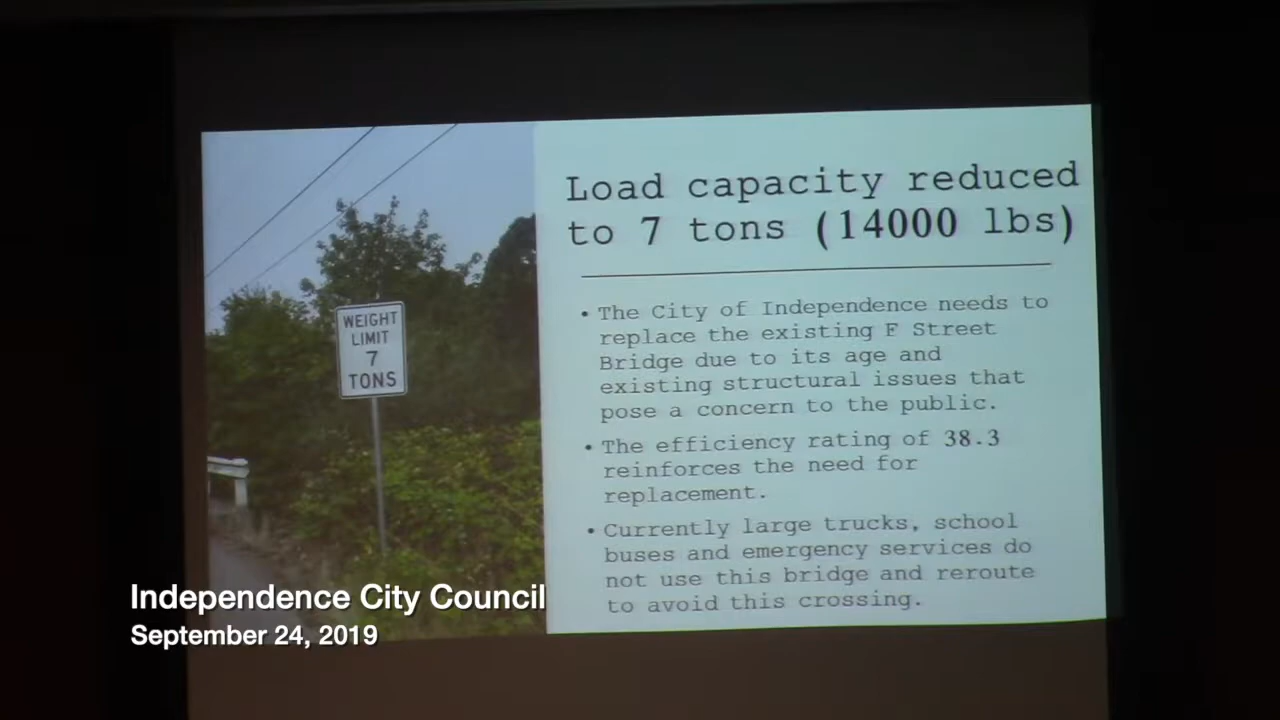 Load capacity reduced
to 7 tons (14000 lbs)
WEIGHT
LIMIT
7
TONS
• The City of Independence needs to
replace the existing F Street
Bridge due to its age and
existing structural issues that
pose a concern to the public.
• The efficiency rating of 38.3
reinforces the need for
replacement.
• Currently large trucks, school
buses and emergency services do
not use this bridge and reroute
to avoid this crossing.
Independence City Council
September 24, 2019